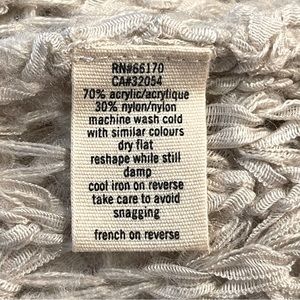 RN#66170
CA#32054
70% acrylic/acrylique
30% nylon/nylon
machine wash cold
with similar colours
dry flat
reshape while still
damp
cool iron on reverse
take care to avoid
snagging
french on reverse